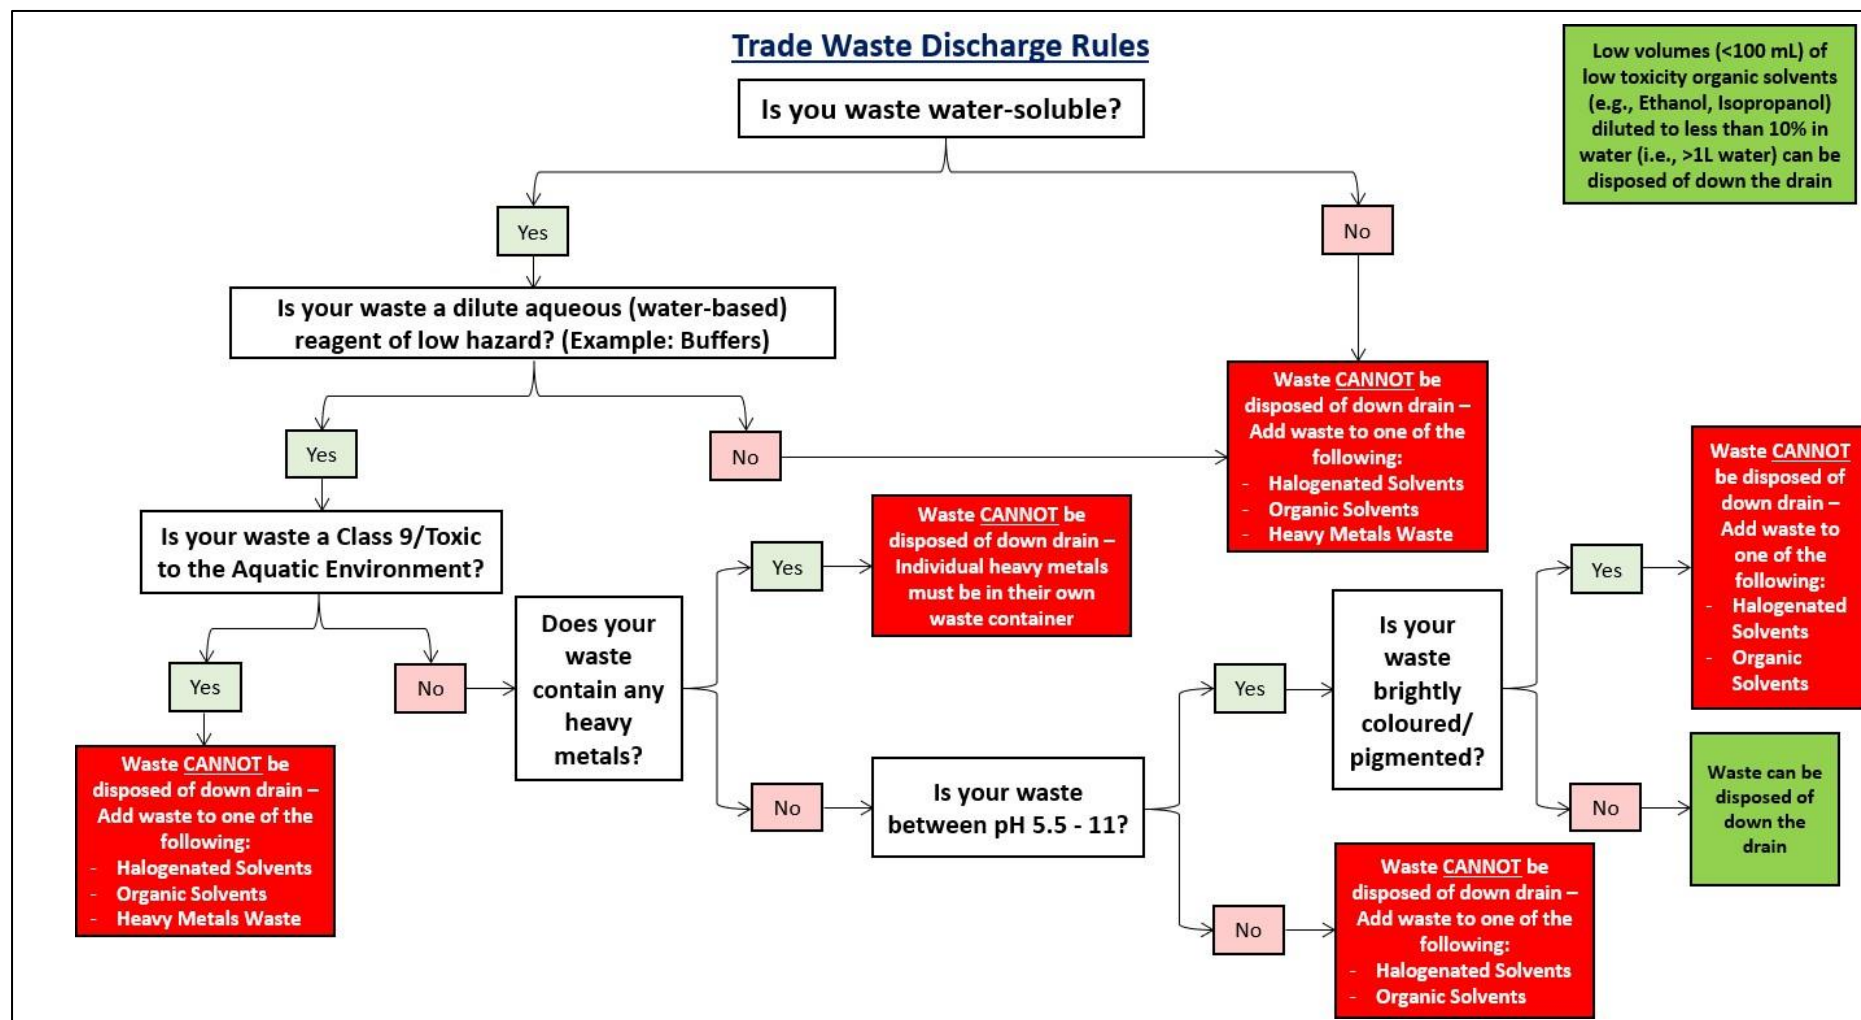 Trade Waste Discharge Rules
Low volumes (<100 mL) of
low toxicity organic solvents
(e.g., Ethanol, Isopropanol)
diluted to less than 10% in
water (i.e., >1L water) can be
disposed of down the drain
Is you waste water-soluble?
Yes
No
Is your waste a dilute aqueous (water-based)
reagent of low hazard? (Example: Buffers)
Yes
No
Waste CANNOT be
disposed of down drain –
Add waste to one of the
following:
- Halogenated Solvents
- Organic Solvents
- Heavy Metals Waste
Is your waste a Class 9/Toxic
to the Aquatic Environment?
Yes
No
Waste CANNOT be
disposed of down drain –
Add waste to one of the
following:
- Halogenated Solvents
- Organic Solvents
- Heavy Metals Waste
Does your
waste
contain any
heavy
metals?
Yes
Waste CANNOT be
disposed of down drain –
Individual heavy metals
must be in their own
waste container
No
Is your waste
between pH 5.5 - 11?
Yes
No
Waste CANNOT be
disposed of down drain –
Add waste to one of the
following:
- Halogenated Solvents
- Organic Solvents
Is your
waste
brightly
coloured/
pigmented?
Yes
Waste CANNOT
be disposed of
down drain –
Add waste to
one of the
following:
- Halogenated
Solvents
- Organic
Solvents
No
Waste can be
disposed of
down the
drain